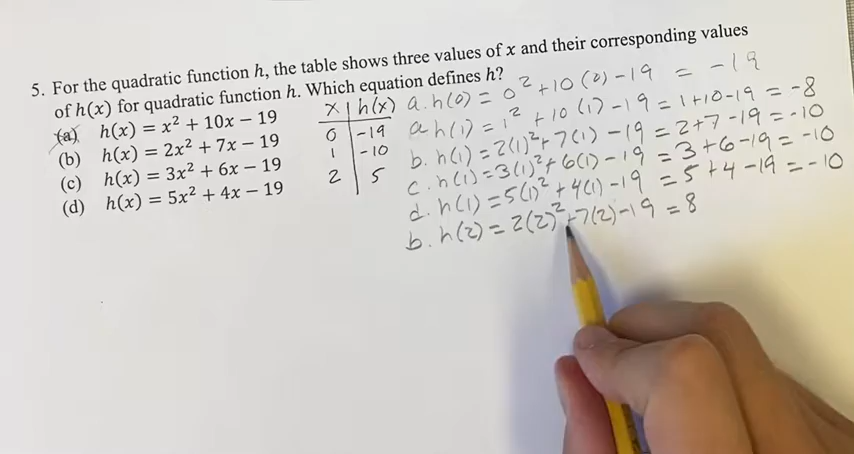 5. For the quadratic function h, the table shows three values of x and their corresponding values
of h(x) for quadratic function h. Which equation defines h?
(a) h(x) = x² + 10x − 19
(b) h(x) = 2x² + 7x − 19
(c) h(x) = 3x² + 6x − 19
(d) h(x) = 5x² + 4x − 19
x | h(x)
0 | -19
1 | -10
2 | 5
a. h(0) = 0² + 10(0) - 19 = -19
a h(1) = 1² + 10(1) - 19 = 1+10-19 = -8
b. h(1) = 2(1)² + 7(1) - 19 = 2+7-19 = -10
c. h(1) = 3(1)² + 6(1) - 19 = 3+6-19 = -10
d. h(1) = 5(1)² + 4(1) - 19 = 5+4-19 = -10
b. h(2) = 2(2)² + 7(2) - 19 = 8